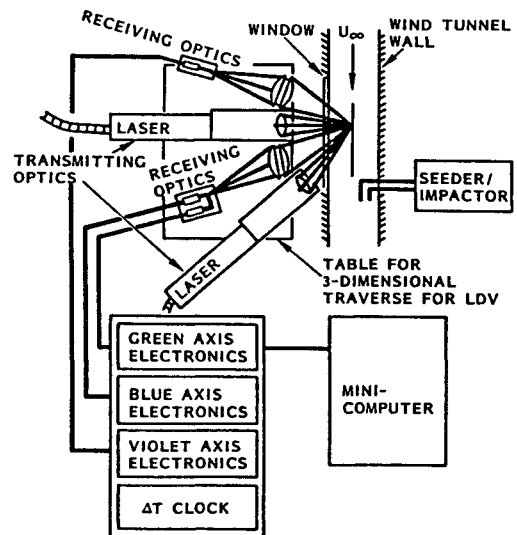 RECEIVING OPTICS
WINDOW
U∞
WIND TUNNEL
WALL
LASER
TRANSMITTING
OPTICS
RECEIVING
OPTICS
SEEDER/
IMPACTOR
LASER
TABLE FOR
3-DIMENSIONAL
TRAVERSE FOR LDV
GREEN AXIS
ELECTRONICS
BLUE AXIS
ELECTRONICS
VIOLET AXIS
ELECTRONICS
ΔT CLOCK
MINI-
COMPUTER